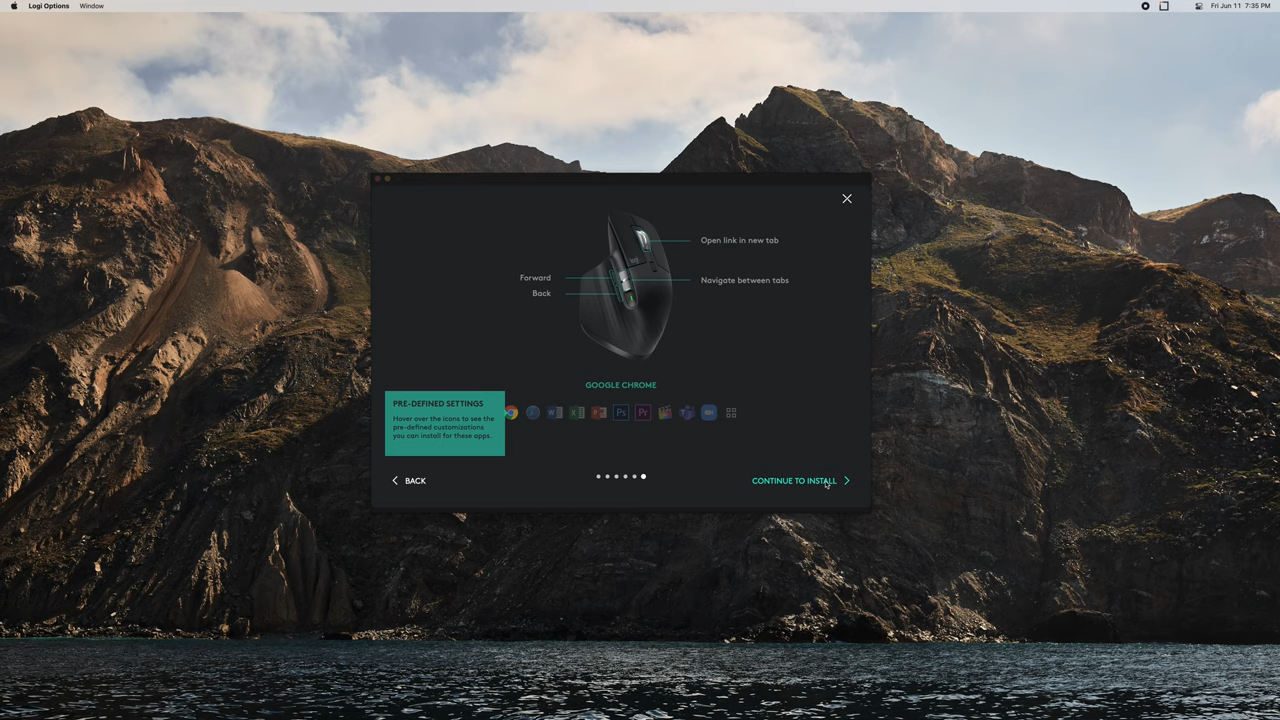 Logi Options Window Fri Jun 11 7:35 PM
Open link in new tab
Forward
Navigate between tabs
Back
GOOGLE CHROME
PRE-DEFINED SETTINGS
Hover over the icons to see the
pre-defined customizations
you can install for these apps.
Ps Pr
BACK
CONTINUE TO INSTALL